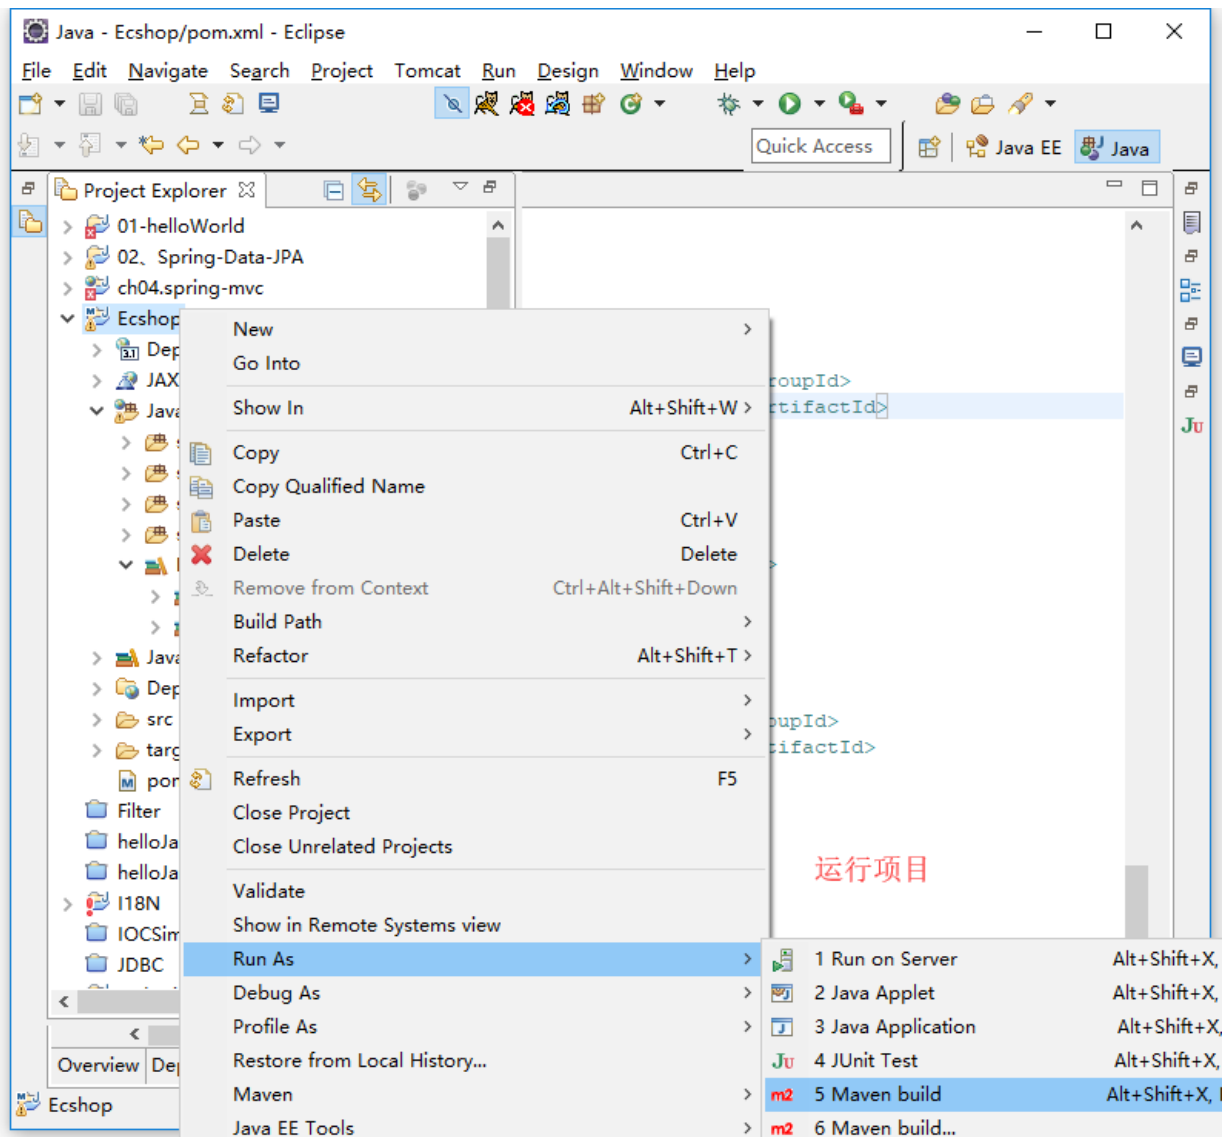 Java - Ecshop/pom.xml - Eclipse
File Edit Navigate Search Project Tomcat Run Design Window Help
Quick Access Java EE Java
Project Explorer
01-helloWorld
02、Spring-Data-JPA
ch04.spring-mvc
Ecshop
Dep
JAX
Java
Java
Dep
src
targ
pom
Filter
helloJa
helloJa
I18N
IOCSim
JDBC
Overview Dep
Ecshop
New
Go Into
Show In Alt+Shift+W
Copy Ctrl+C
Copy Qualified Name
Paste Ctrl+V
Delete Delete
Remove from Context Ctrl+Alt+Shift+Down
Build Path
Refactor Alt+Shift+T
Import
Export
Refresh F5
Close Project
Close Unrelated Projects
Validate
Show in Remote Systems view
Run As
Debug As
Profile As
Restore from Local History...
Maven
Java EE Tools
roupId>
rtifactId>
>
oupId>
tifactId>
运行项目
1 Run on Server Alt+Shift+X,
2 Java Applet Alt+Shift+X,
3 Java Application Alt+Shift+X,
4 JUnit Test Alt+Shift+X,
5 Maven build Alt+Shift+X,
6 Maven build...